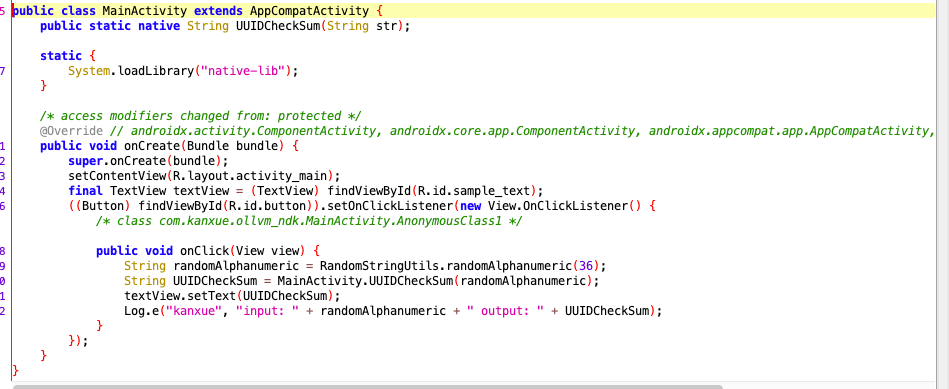 5 public class MainActivity extends AppCompatActivity {
    public static native String UUIDCheckSum(String str);
    static {
7         System.loadLibrary("native-lib");
    }
    /* access modifiers changed from: protected */
    @Override // androidx.activity.ComponentActivity, androidx.core.app.ComponentActivity, androidx.appcompat.app.AppCompatActivity,
1     public void onCreate(Bundle bundle) {
2         super.onCreate(bundle);
3         setContentView(R.layout.activity_main);
4         final TextView textView = (TextView) findViewById(R.id.sample_text);
6         ((Button) findViewById(R.id.button)).setOnClickListener(new View.OnClickListener() {
            /* class com.kanxue.ollvm_ndk.MainActivity.AnonymousClass1 */
8             public void onClick(View view) {
9                 String randomAlphanumeric = RandomStringUtils.randomAlphanumeric(36);
0                 String UUIDCheckSum = MainActivity.UUIDCheckSum(randomAlphanumeric);
1                 textView.setText(UUIDCheckSum);
2                 Log.e("kanxue", "input: " + randomAlphanumeric + " output: " + UUIDCheckSum);
            }
        });
    }
}